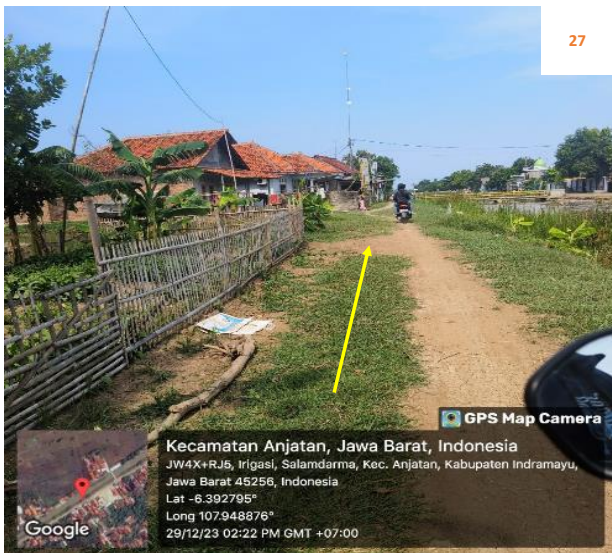 27
GPS Map Camera
Kecamatan Anjatan, Jawa Barat, Indonesia
JW4X+RJ5, Irigasi, Salamdarma, Kec. Anjatan, Kabupaten Indramayu,
Jawa Barat 45256, Indonesia
Lat -6.392795°
Long 107.948876°
29/12/23 02:22 PM GMT +07:00
Google